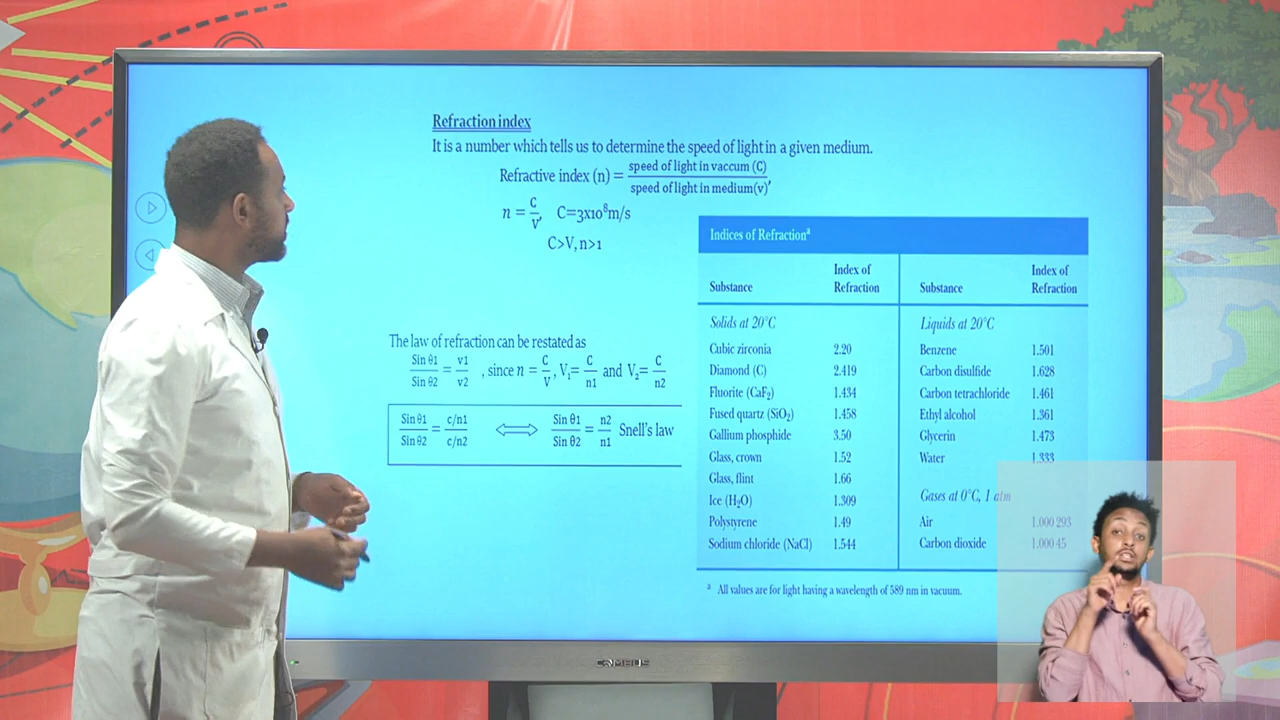 Refraction index
It is a number which tells us to determine the speed of light in a given medium.
Refractive index (n) = speed of light in vaccum (C) / speed of light in medium(v)'
n = C/V, C=3x10⁸m/s
C>V, n>1
The law of refraction can be restated as
Sin θ1 / Sin θ2 = v1 / v2 , since n = C/V , V₁= C/n1 and V₂= C/n2
Sin θ1 / Sin θ2 = c/n1 / c/n2 ⟺ Sin θ1 / Sin θ2 = n2 / n1 Snell's law
Indices of Refractionᵃ
Substance Index of Refraction Substance Index of Refraction
Solids at 20°C Liquids at 20°C
Cubic zirconia 2.20 Benzene 1.501
Diamond (C) 2.419 Carbon disulfide 1.628
Fluorite (CaF₂) 1.434 Carbon tetrachloride 1.461
Fused quartz (SiO₂) 1.458 Ethyl alcohol 1.361
Gallium phosphide 3.50 Glycerin 1.473
Glass, crown 1.52 Water 1.333
Glass, flint 1.66
Ice (H₂O) 1.309 Gases at 0°C, 1 atm
Polystyrene 1.49 Air 1.000 293
Sodium chloride (NaCl) 1.544 Carbon dioxide 1.000 45
ᵃ All values are for light having a wavelength of 589 nm in vacuum.
CAMBUS